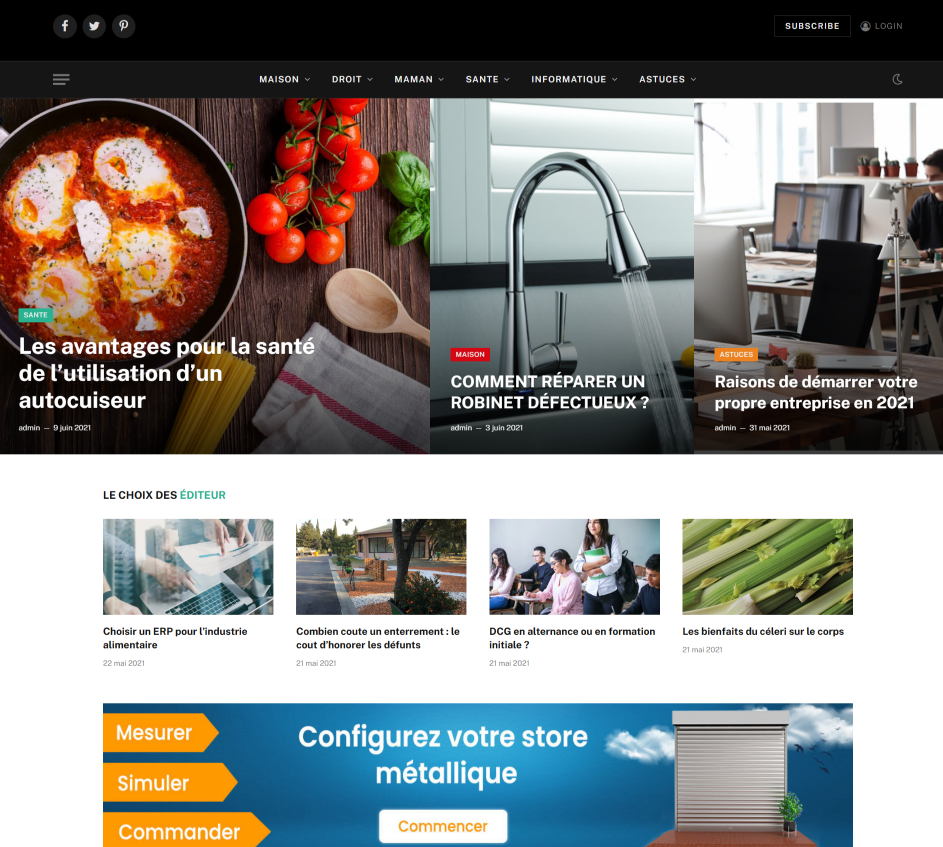 SUBSCRIBE
LOGIN
MAISON
DROIT
MAMAN
SANTE
INFORMATIQUE
ASTUCES
SANTE
Les avantages pour la santé
de l’utilisation d’un
autocuiseur
admin — 9 juin 2021
MAISON
COMMENT RÉPARER UN
ROBINET DÉFECTUEUX ?
admin — 3 juin 2021
ASTUCES
Raisons de démarrer votre
propre entreprise en 2021
admin — 31 mai 2021
LE CHOIX DES ÉDITEUR
Choisir un ERP pour l’industrie
alimentaire
22 mai 2021
Combien coute un enterrement : le
cout d’honorer les défunts
21 mai 2021
DCG en alternance ou en formation
initiale ?
21 mai 2021
Les bienfaits du céleri sur le corps
21 mai 2021
Mesurer
Simuler
Commander
Configurez votre store
métallique
Commencer